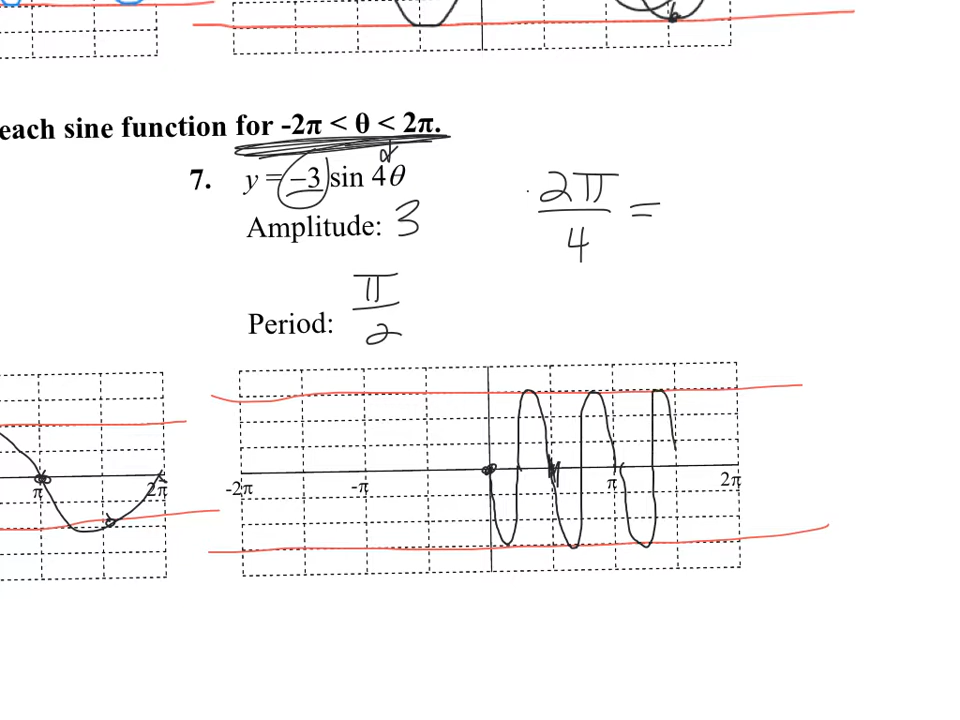 each sine function for -2π < θ < 2π.
7. y = -3 sin 4θ
Amplitude: 3
2π
4 =
π
Period: 2
π 2π
-2π -π π 2π